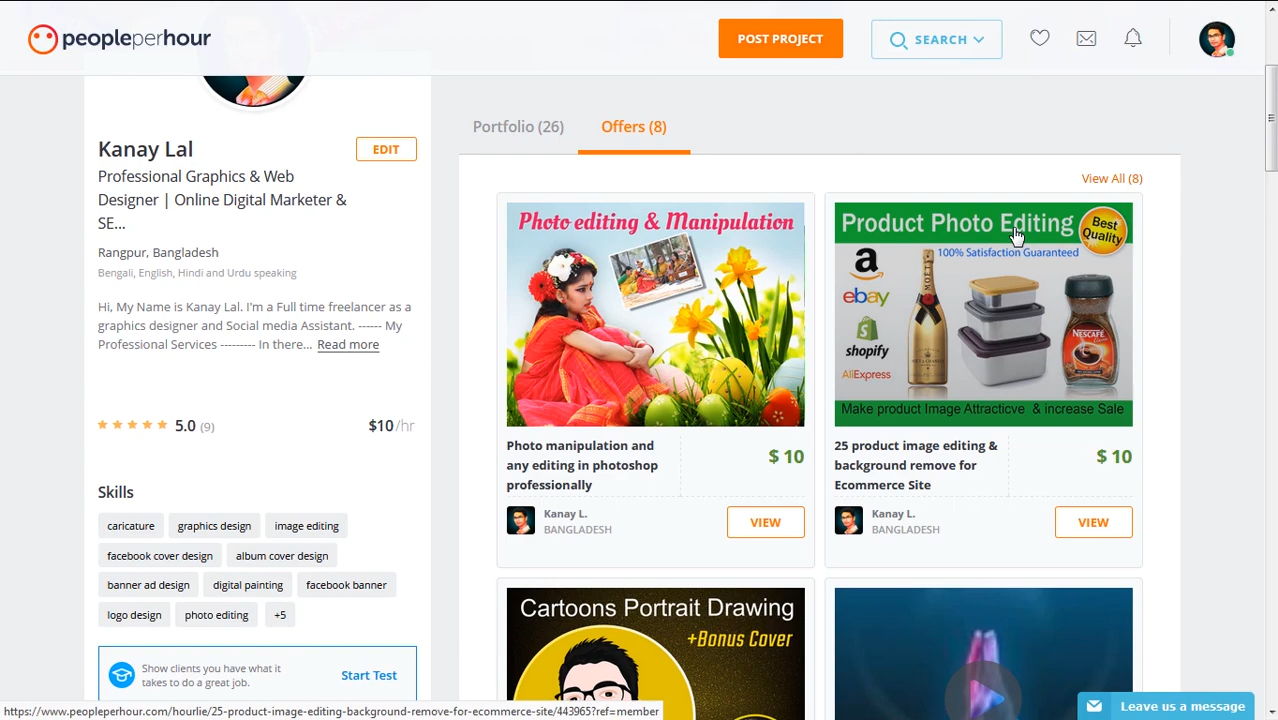 peopleperhour
POST PROJECT
SEARCH
Kanay Lal
EDIT
Professional Graphics & Web
Designer | Online Digital Marketer &
SE...
Rangpur, Bangladesh
Bengali, English, Hindi and Urdu speaking
Hi, My Name is Kanay Lal. I'm a Full time freelancer as a
graphics designer and Social media Assistant. ------ My
Professional Services --------- In there... Read more
5.0 (9)
$10/hr
Skills
caricature
graphics design
image editing
facebook cover design
album cover design
banner ad design
digital painting
facebook banner
logo design
photo editing
+5
Show clients you have what it
takes to do a great job.
Start Test
Portfolio (26)
Offers (8)
View All (8)
Photo editing & Manipulation
Photo manipulation and
any editing in photoshop
professionally
$ 10
Kanay L.
BANGLADESH
VIEW
Product Photo Editing
Best
Quality
100% Satisfaction Guaranteed
a
ebay
shopify
AliExpress
NESCAFÉ
Make product Image Attracticve & increase Sale
25 product image editing &
background remove for
Ecommerce Site
$ 10
Kanay L.
BANGLADESH
VIEW
Cartoons Portrait Drawing
+Bonus Cover
Leave us a message
https://www.peopleperhour.com/hourlie/25-product-image-editing-background-remove-for-ecommerce-site/443965?ref=member